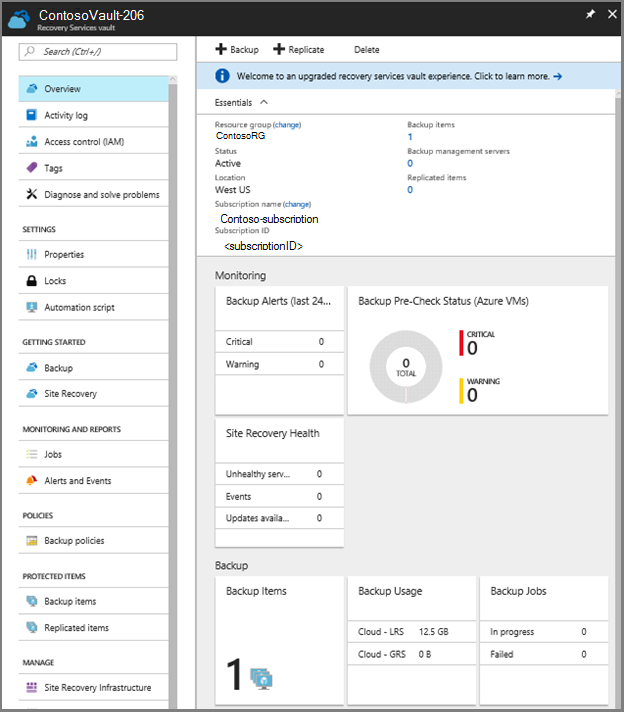 ContosoVault-206
Recovery Services vault
Search (Ctrl+/)
Overview
Activity log
Access control (IAM)
Tags
Diagnose and solve problems
SETTINGS
Properties
Locks
Automation script
GETTING STARTED
Backup
Site Recovery
MONITORING AND REPORTS
Jobs
Alerts and Events
POLICIES
Backup policies
PROTECTED ITEMS
Backup items
Replicated items
MANAGE
Site Recovery Infrastructure
Backup Replicate Delete
Welcome to an upgraded recovery services vault experience. Click to learn more. →
Essentials
Resource group (change)
ContosoRG
Status
Active
Location
West US
Subscription name (change)
Contoso-subscription
Subscription ID
<subscriptionID>
Backup items
1
Backup management servers
0
Replicated items
0
Monitoring
Backup Alerts (last 24...
Critical 0
Warning 0
Backup Pre-Check Status (Azure VMs)
0
TOTAL
CRITICAL
0
WARNING
0
Site Recovery Health
Unhealthy serv... 0
Events 0
Updates availa... 0
Backup
Backup Items
1
Backup Usage
Cloud - LRS 12.5 GB
Cloud - GRS 0 B
Backup Jobs
In progress 0
Failed 0